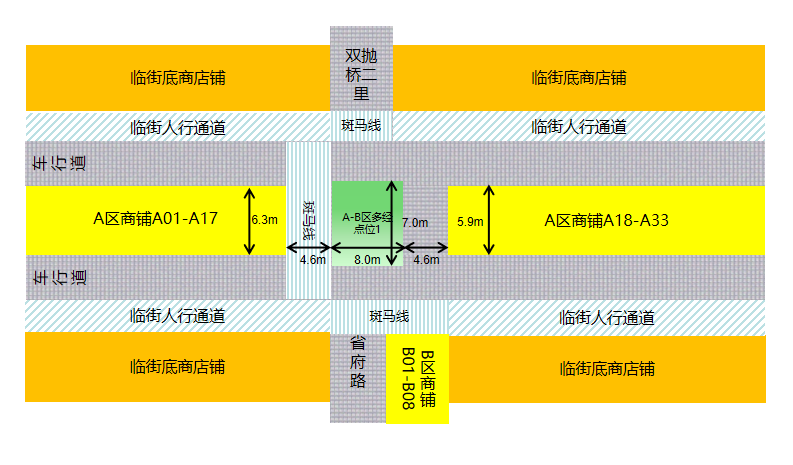 双抛
桥二
里
临街底商店铺
临街底商店铺
临街人行通道
斑马线
临街人行通道
车行道
A区商铺A01-A17
6.3m
斑马线
A-B区多经
点位1
7.0m
5.9m
A区商铺A18-A33
4.6m
8.0m
4.6m
车行道
临街人行通道
斑马线
临街人行通道
省府路
B区商铺
B01-B08
临街底商店铺
临街底商店铺